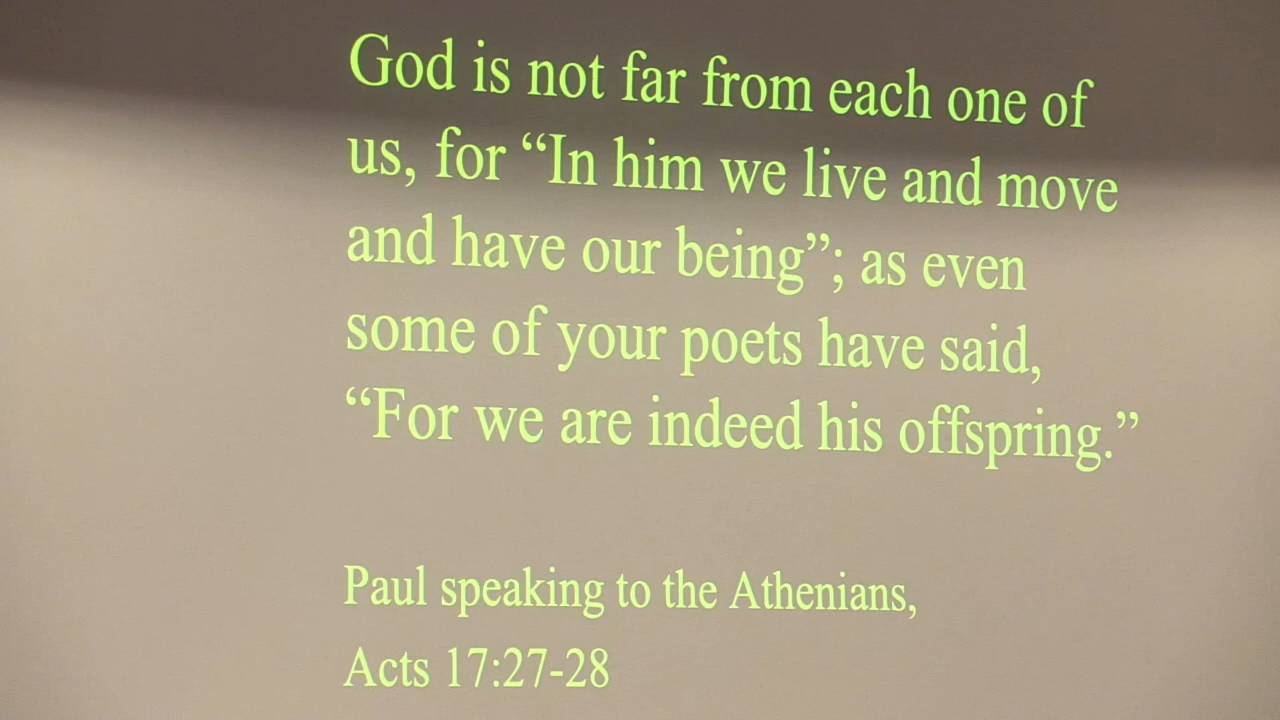 God is not far from each one of
us, for “In him we live and move
and have our being”; as even
some of your poets have said,
“For we are indeed his offspring.”
Paul speaking to the Athenians,
Acts 17:27-28